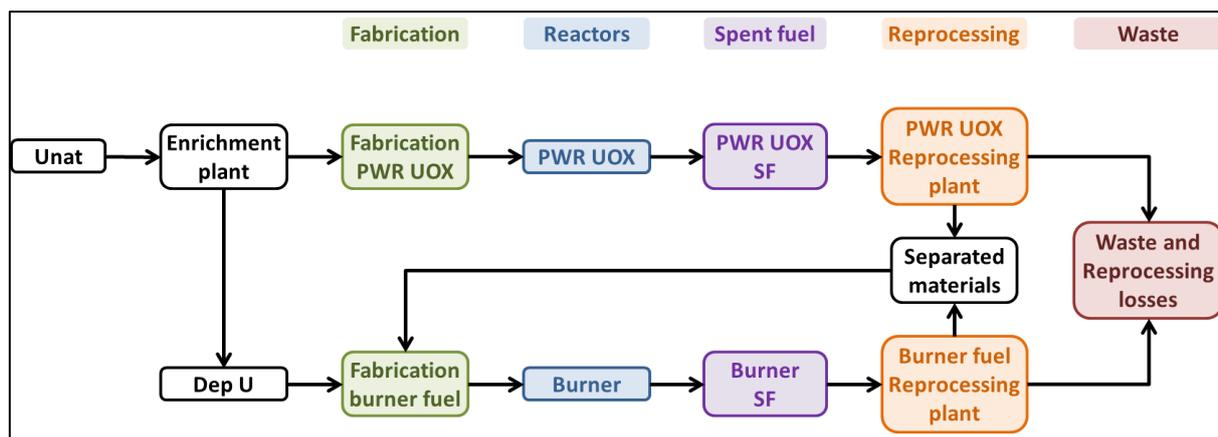 Fabrication
Reactors
Spent fuel
Reprocessing
Waste
Unat
Enrichment
plant
Fabrication
PWR UOX
PWR UOX
PWR UOX
SF
PWR UOX
Reprocessing
plant
Separated
materials
Waste and
Reprocessing
losses
Dep U
Fabrication
burner fuel
Burner
Burner
SF
Burner fuel
Reprocessing
plant